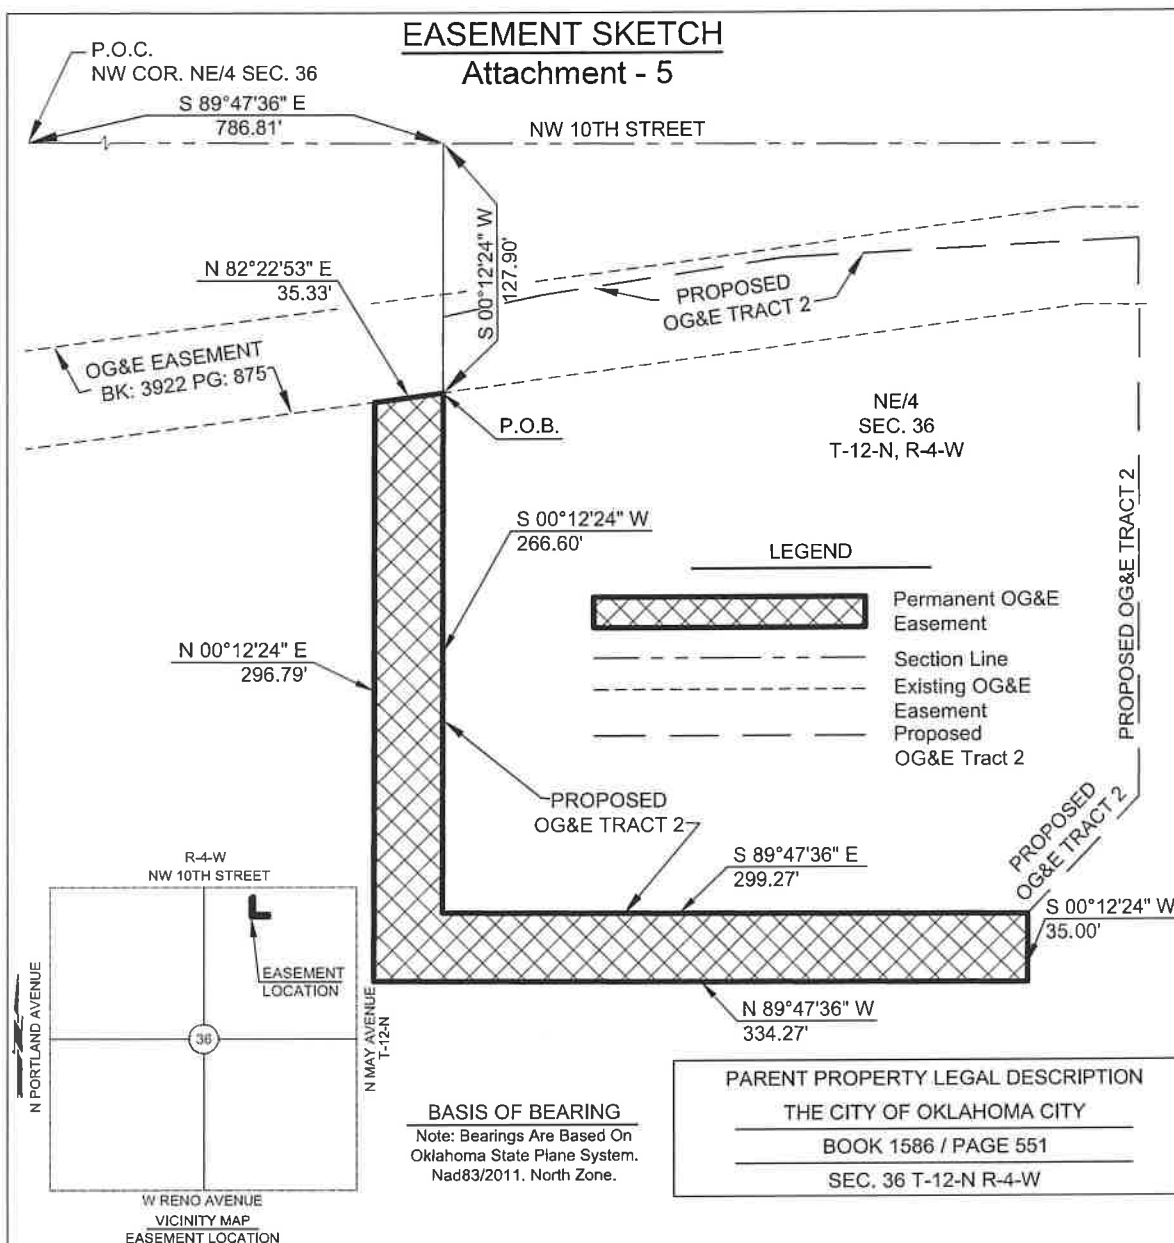 EASEMENT SKETCH
Attachment - 5
P.O.C.
NW COR. NE/4 SEC. 36
S 89°47'36" E
786.81'
NW 10TH STREET
S 00°12'24" W
127.90'
N 82°22'53" E
35.33'
PROPOSED
OG&E TRACT 2
OG&E EASEMENT
BK: 3922 PG: 875
P.O.B.
NE/4
SEC. 36
T-12-N, R-4-W
S 00°12'24" W
266.60'
LEGEND
Permanent OG&E
Easement
Section Line
Existing OG&E
Easement
Proposed
OG&E Tract 2
PROPOSED OG&E TRACT 2
N 00°12'24" E
296.79'
PROPOSED
OG&E TRACT 2
PROPOSED
OG&E TRACT 2
S 89°47'36" E
299.27'
S 00°12'24" W
35.00'
N 89°47'36" W
334.27'
R-4-W
NW 10TH STREET
EASEMENT
LOCATION
N PORTLAND AVENUE
36
N MAY AVENUE
T-12-N
W RENO AVENUE
VICINITY MAP
EASEMENT LOCATION
BASIS OF BEARING
Note: Bearings Are Based On
Oklahoma State Plane System.
Nad83/2011. North Zone.
PARENT PROPERTY LEGAL DESCRIPTION
THE CITY OF OKLAHOMA CITY
BOOK 1586 / PAGE 551
SEC. 36 T-12-N R-4-W